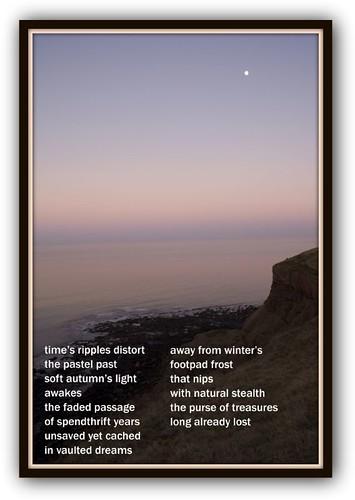 time's ripples distort
the pastel past
soft autumn's light
awakes
the faded passage
of spendthrift years
unsaved yet cached
in vaulted dreams
away from winter's
footpad frost
that nips
with natural stealth
the purse of treasures
long already lost